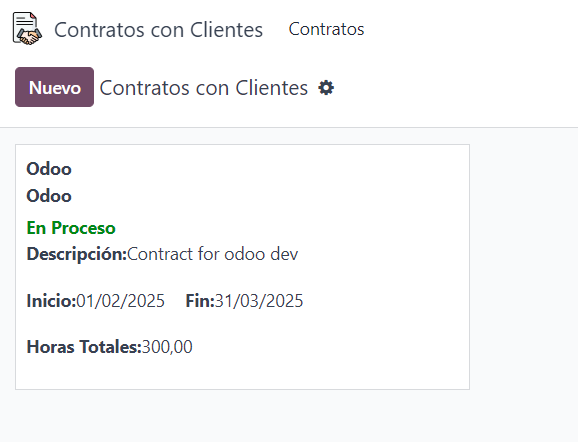 Contratos con Clientes Contratos
Nuevo Contratos con Clientes
Odoo
Odoo
En Proceso
Descripción:Contract for odoo dev
Inicio:01/02/2025 Fin:31/03/2025
Horas Totales:300,00